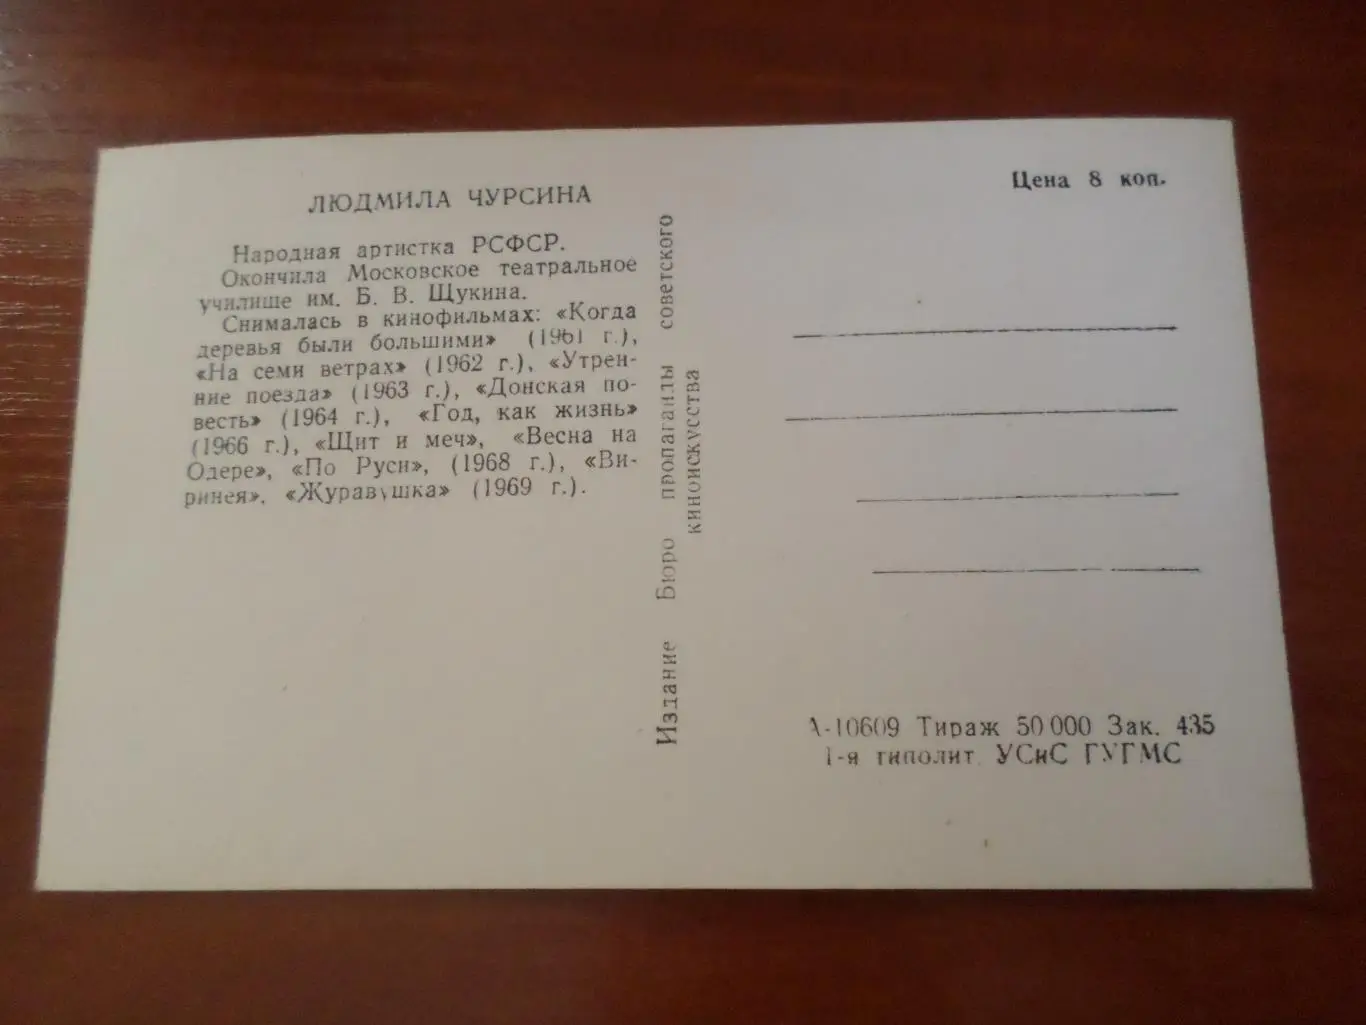 ЛЮДМИЛА ЧУРСИНА
Народная артистка РСФСР.
Окончила Московское театральное
училище им. Б. В. Щукина.
Снималась в кинофильмах: «Когда
деревья были большими» (1961 г.),
«На семи ветрах» (1962 г.), «Утрен-
ние поезда» (1963 г.), «Донская по-
весть» (1964 г.), «Год, как жизнь»
(1966 г.), «Щит и меч», «Весна на
Одере», «По Руси», (1968 г.), «Ви-
ринея», «Журавушка» (1969 г.).
Издание Бюро пропаганды советского
киноискусства
Цена 8 коп.
А-10609 Тираж 50 000 Зак. 435
1-я типолит. УСиС ГУГМС